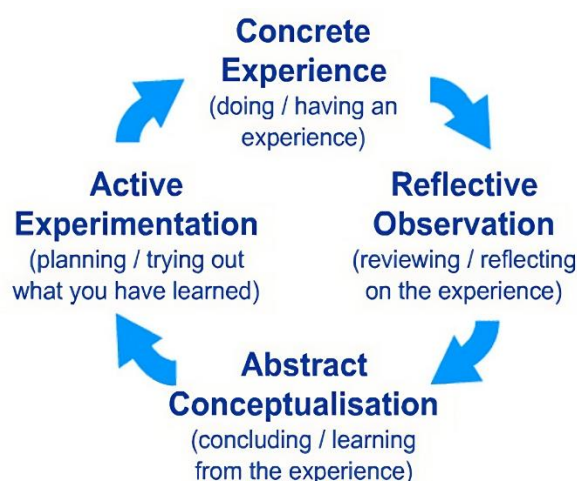 Concrete
Experience
(doing / having an
experience)
Reflective
Observation
(reviewing / reflecting
on the experience)
Abstract
Conceptualisation
(concluding / learning
from the experience)
Active
Experimentation
(planning / trying out
what you have learned)